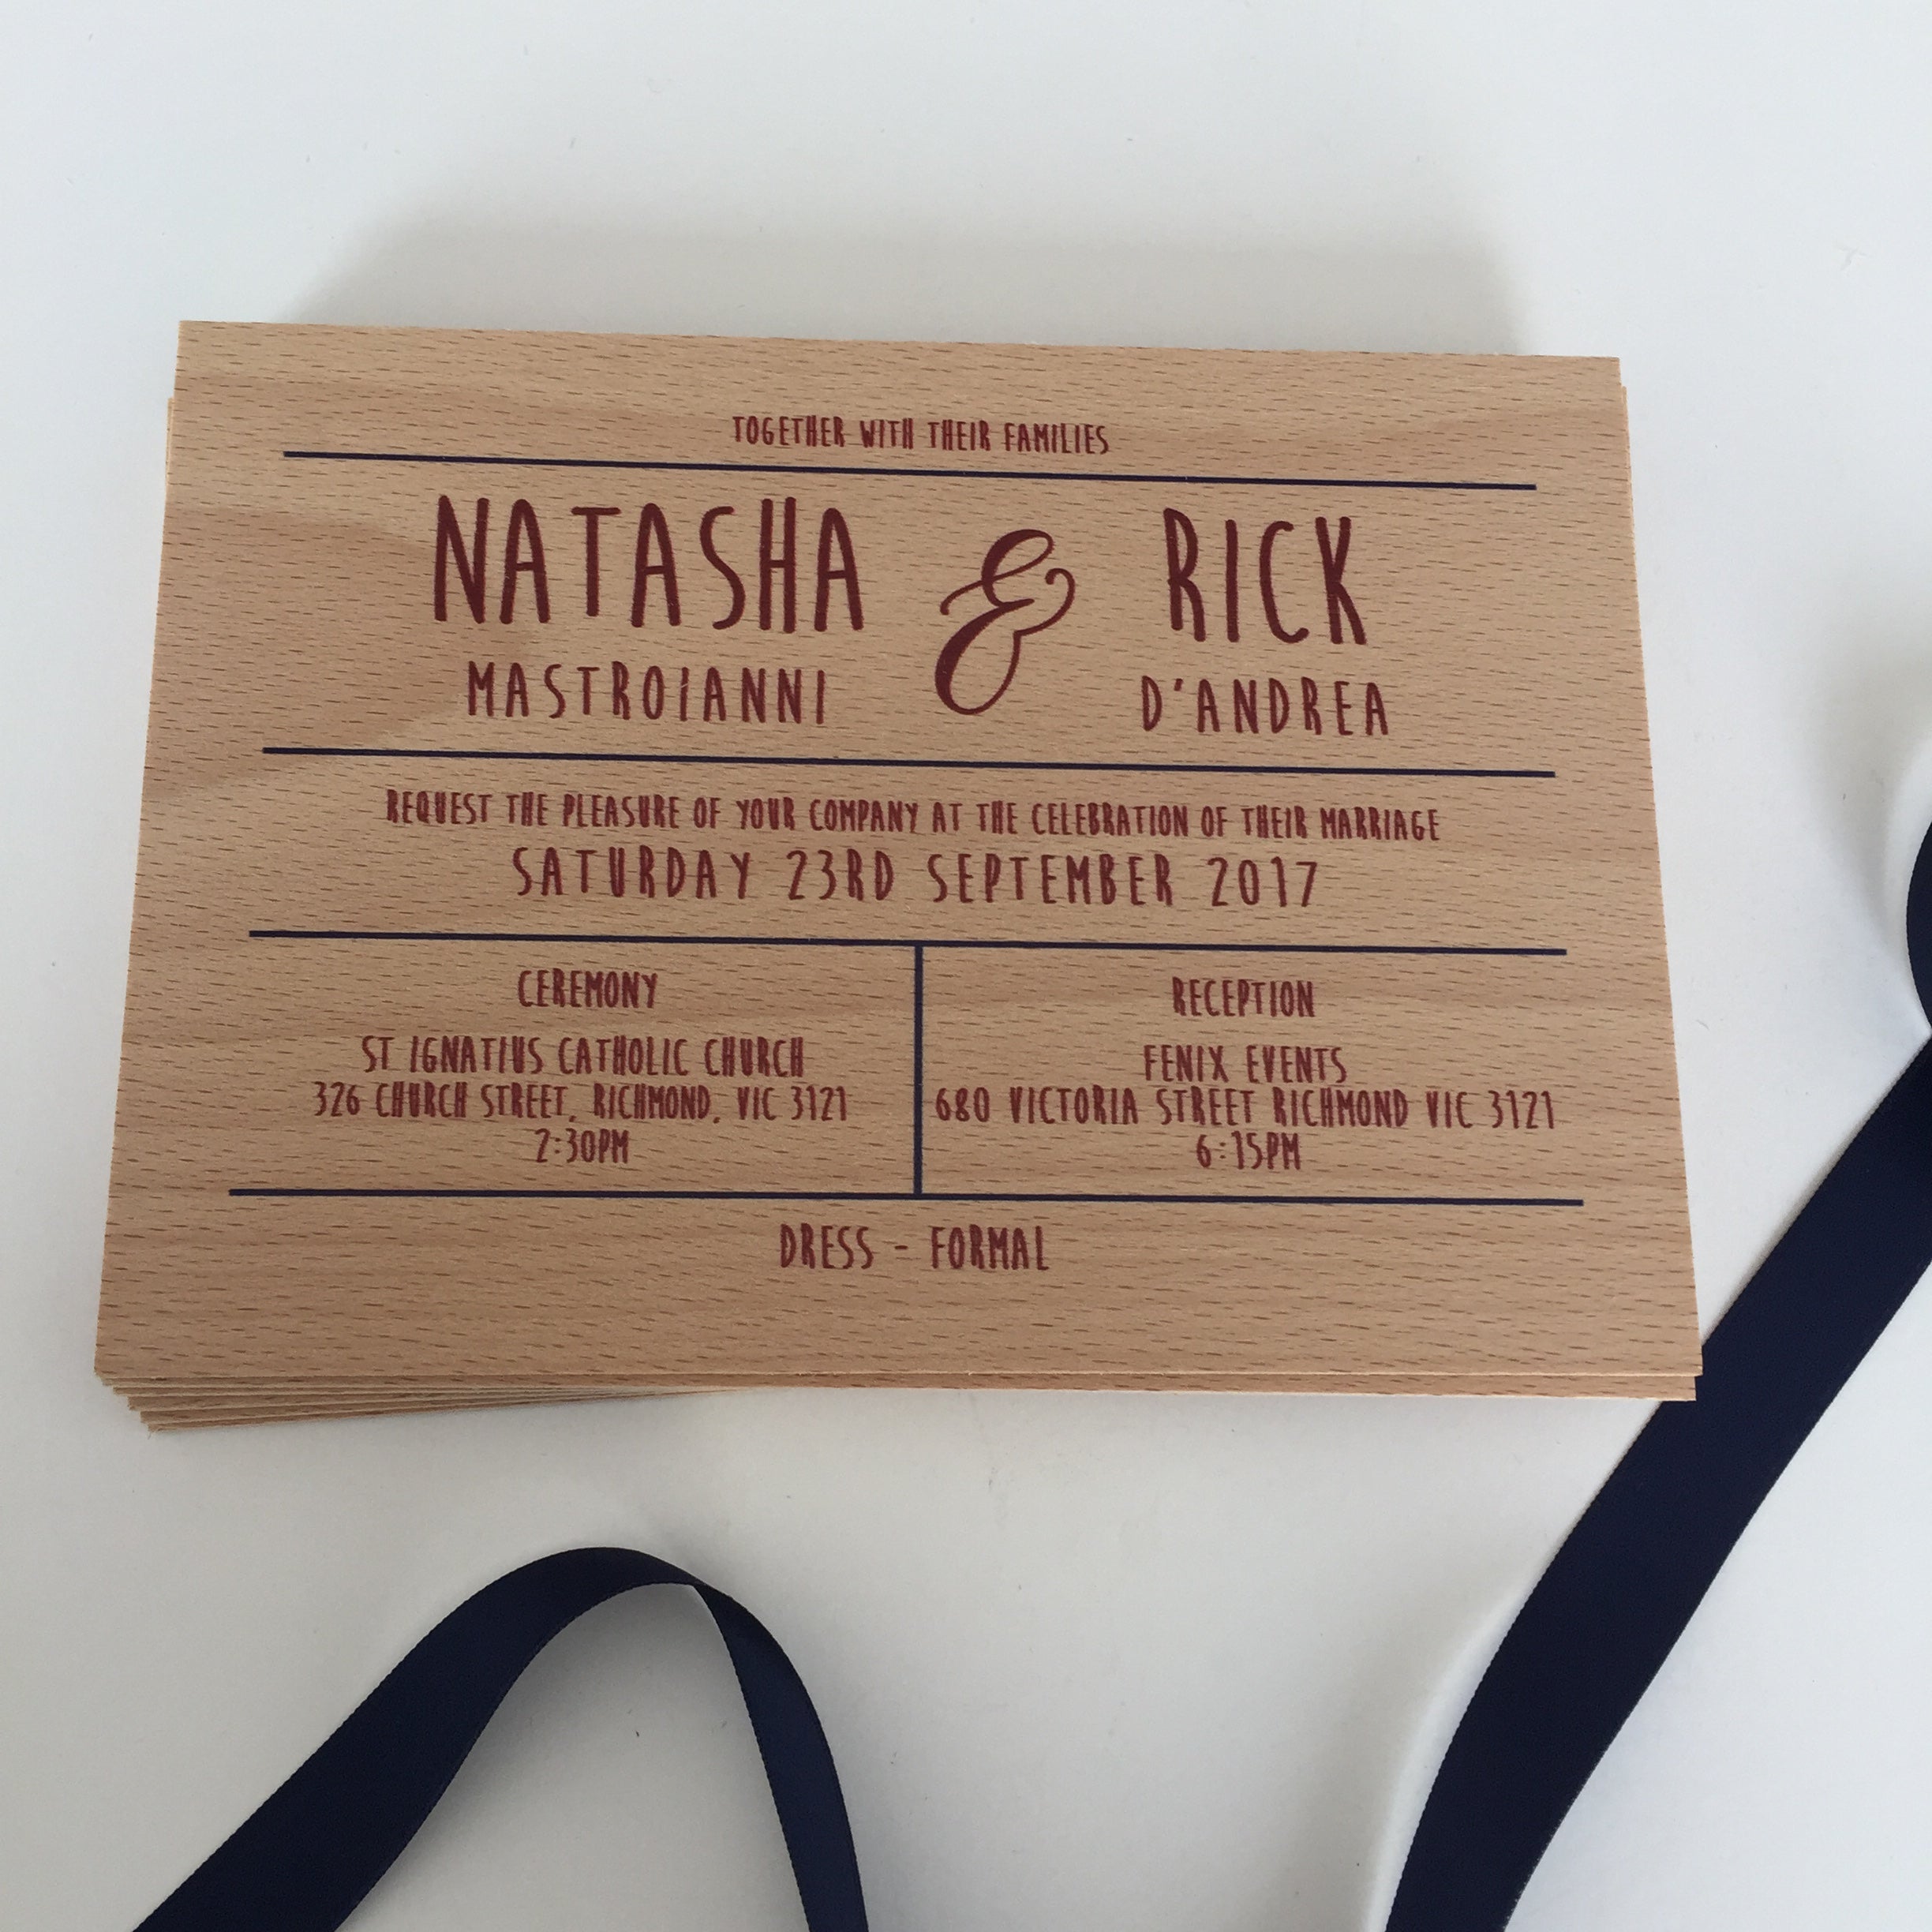 TOGETHER WITH THEIR FAMILIES
NATASHA & RICK
MASTROIANNI D'ANDREA
REQUEST THE PLEASURE OF YOUR COMPANY AT THE CELEBRATION OF THEIR MARRIAGE
SATURDAY 23RD SEPTEMBER 2017
CEREMONY
ST IGNATIUS CATHOLIC CHURCH
326 CHURCH STREET, RICHMOND, VIC 3121
2:30PM
RECEPTION
FENIX EVENTS
680 VICTORIA STREET RICHMOND VIC 3121
6:15PM
DRESS - FORMAL